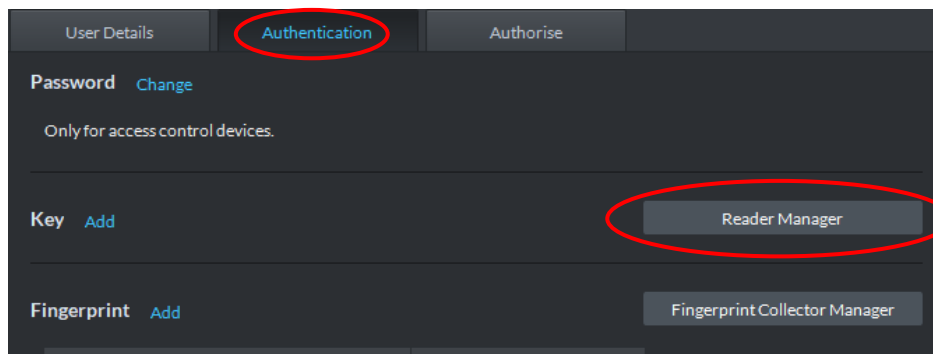 User Details Authentication Authorise
Password Change
Only for access control devices.
Key Add Reader Manager
Fingerprint Add Fingerprint Collector Manager